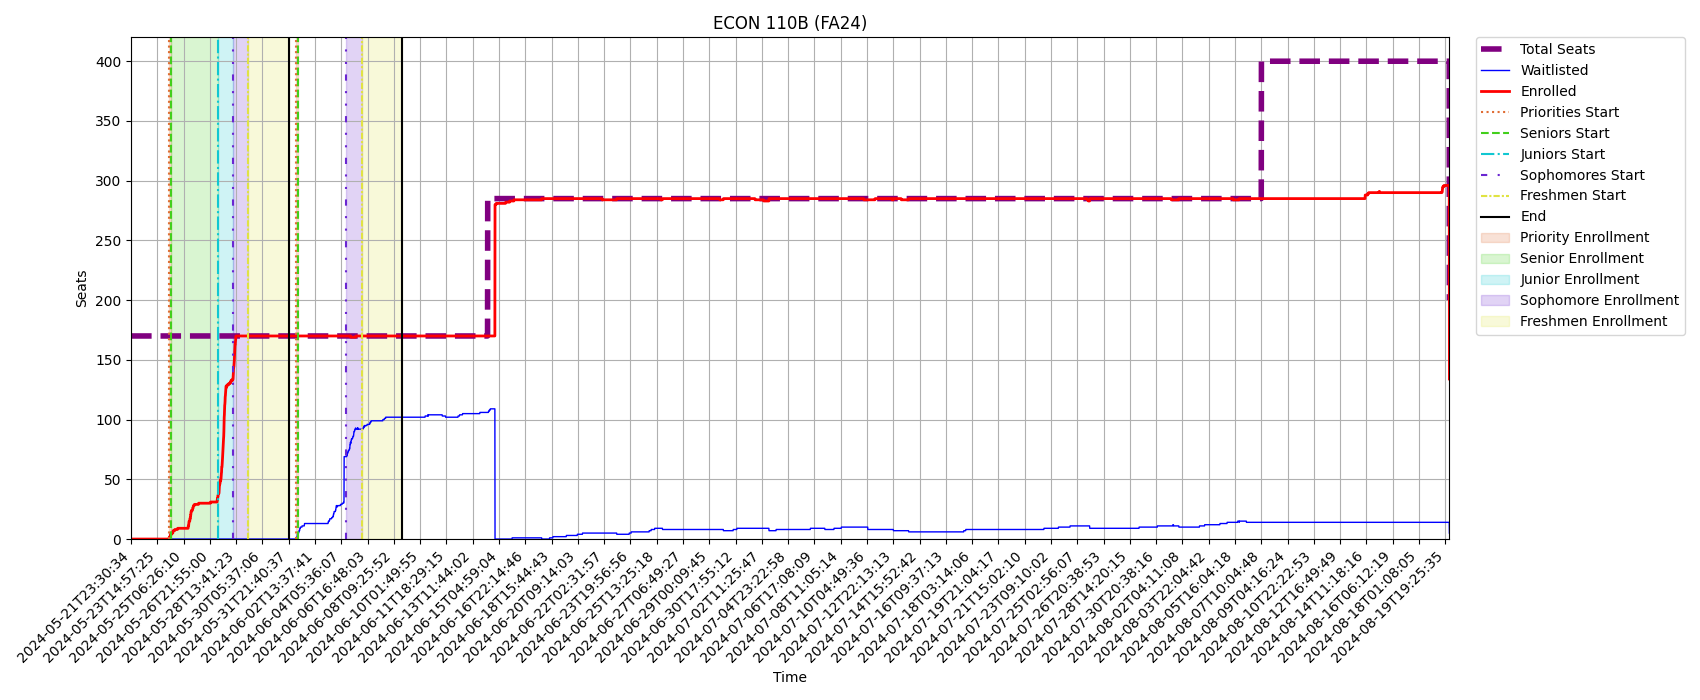 ECON 110B (FA24)
Seats
400
350
300
250
200
150
100
50
0
2024-05-21T23:30:34
2024-05-23T14:57:25
2024-05-25T06:26:10
2024-05-26T21:55:00
2024-05-28T13:41:23
2024-05-30T05:37:06
2024-05-31T21:40:37
2024-06-02T13:37:41
2024-06-04T05:36:07
2024-06-06T16:48:03
2024-06-08T09:25:52
2024-06-10T01:49:55
2024-06-11T18:29:15
2024-06-13T11:44:02
2024-06-15T04:59:04
2024-06-16T22:14:46
2024-06-18T15:44:43
2024-06-20T09:14:03
2024-06-22T02:31:57
2024-06-23T19:56:56
2024-06-25T13:25:18
2024-06-27T06:49:27
2024-06-29T00:09:45
2024-06-30T17:55:12
2024-07-02T11:25:47
2024-07-04T23:22:58
2024-07-06T17:08:09
2024-07-08T11:05:14
2024-07-10T04:49:36
2024-07-12T22:13:13
2024-07-14T15:52:42
2024-07-16T09:37:13
2024-07-18T03:14:06
2024-07-19T21:04:17
2024-07-21T15:02:10
2024-07-23T09:10:02
2024-07-25T02:56:07
2024-07-26T20:38:53
2024-07-28T14:20:15
2024-07-30T20:38:16
2024-08-02T04:11:08
2024-08-03T22:04:42
2024-08-05T16:04:18
2024-08-07T10:04:48
2024-08-09T04:16:24
2024-08-10T22:22:53
2024-08-12T16:49:49
2024-08-14T11:18:16
2024-08-16T06:12:19
2024-08-18T01:08:05
2024-08-19T19:25:35
Time
Total Seats
Waitlisted
Enrolled
Priorities Start
Seniors Start
Juniors Start
Sophomores Start
Freshmen Start
End
Priority Enrollment
Senior Enrollment
Junior Enrollment
Sophomore Enrollment
Freshmen Enrollment